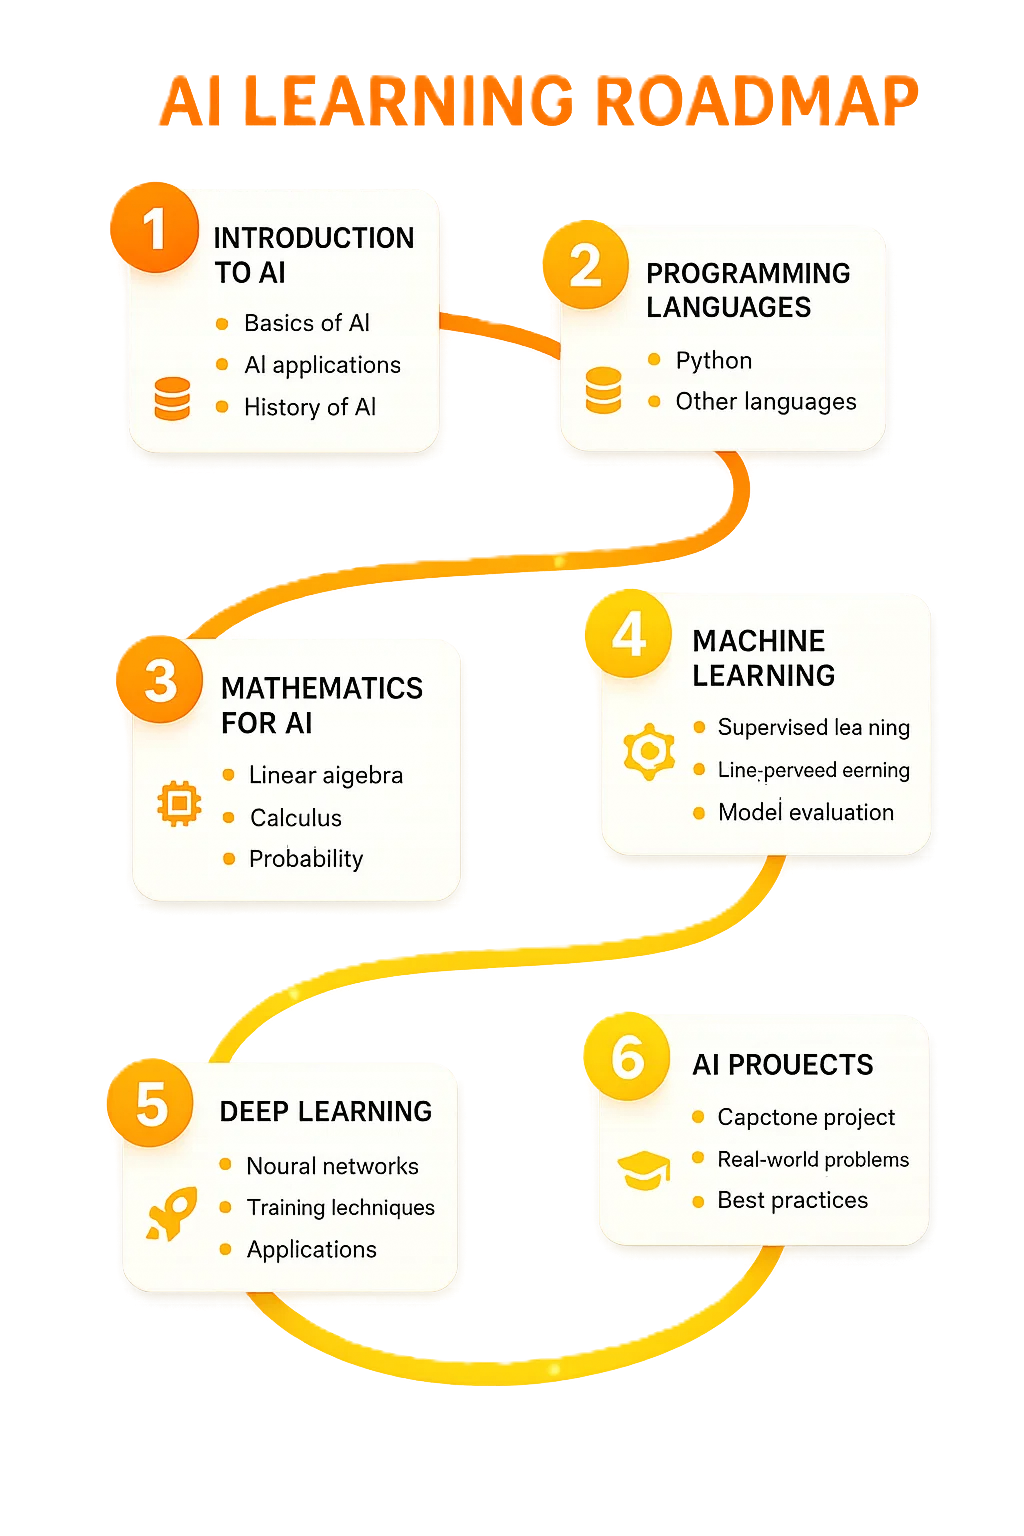 AI LEARNING ROADMAP
1
INTRODUCTION
TO AI
Basics of AI
AI applications
History of AI
2
PROGRAMMING
LANGUAGES
Python
Other languages
3
MATHEMATICS
FOR AI
Linear aigebra
Calculus
Probability
4
MACHINE
LEARNING
Supervised lea ning
Line-perveed eerning
Model evaluation
5
DEEP LEARNING
Noural networks
Training lechniques
Applications
6
AI PROUECTS
Capctone project
Real-world problems
Best practices